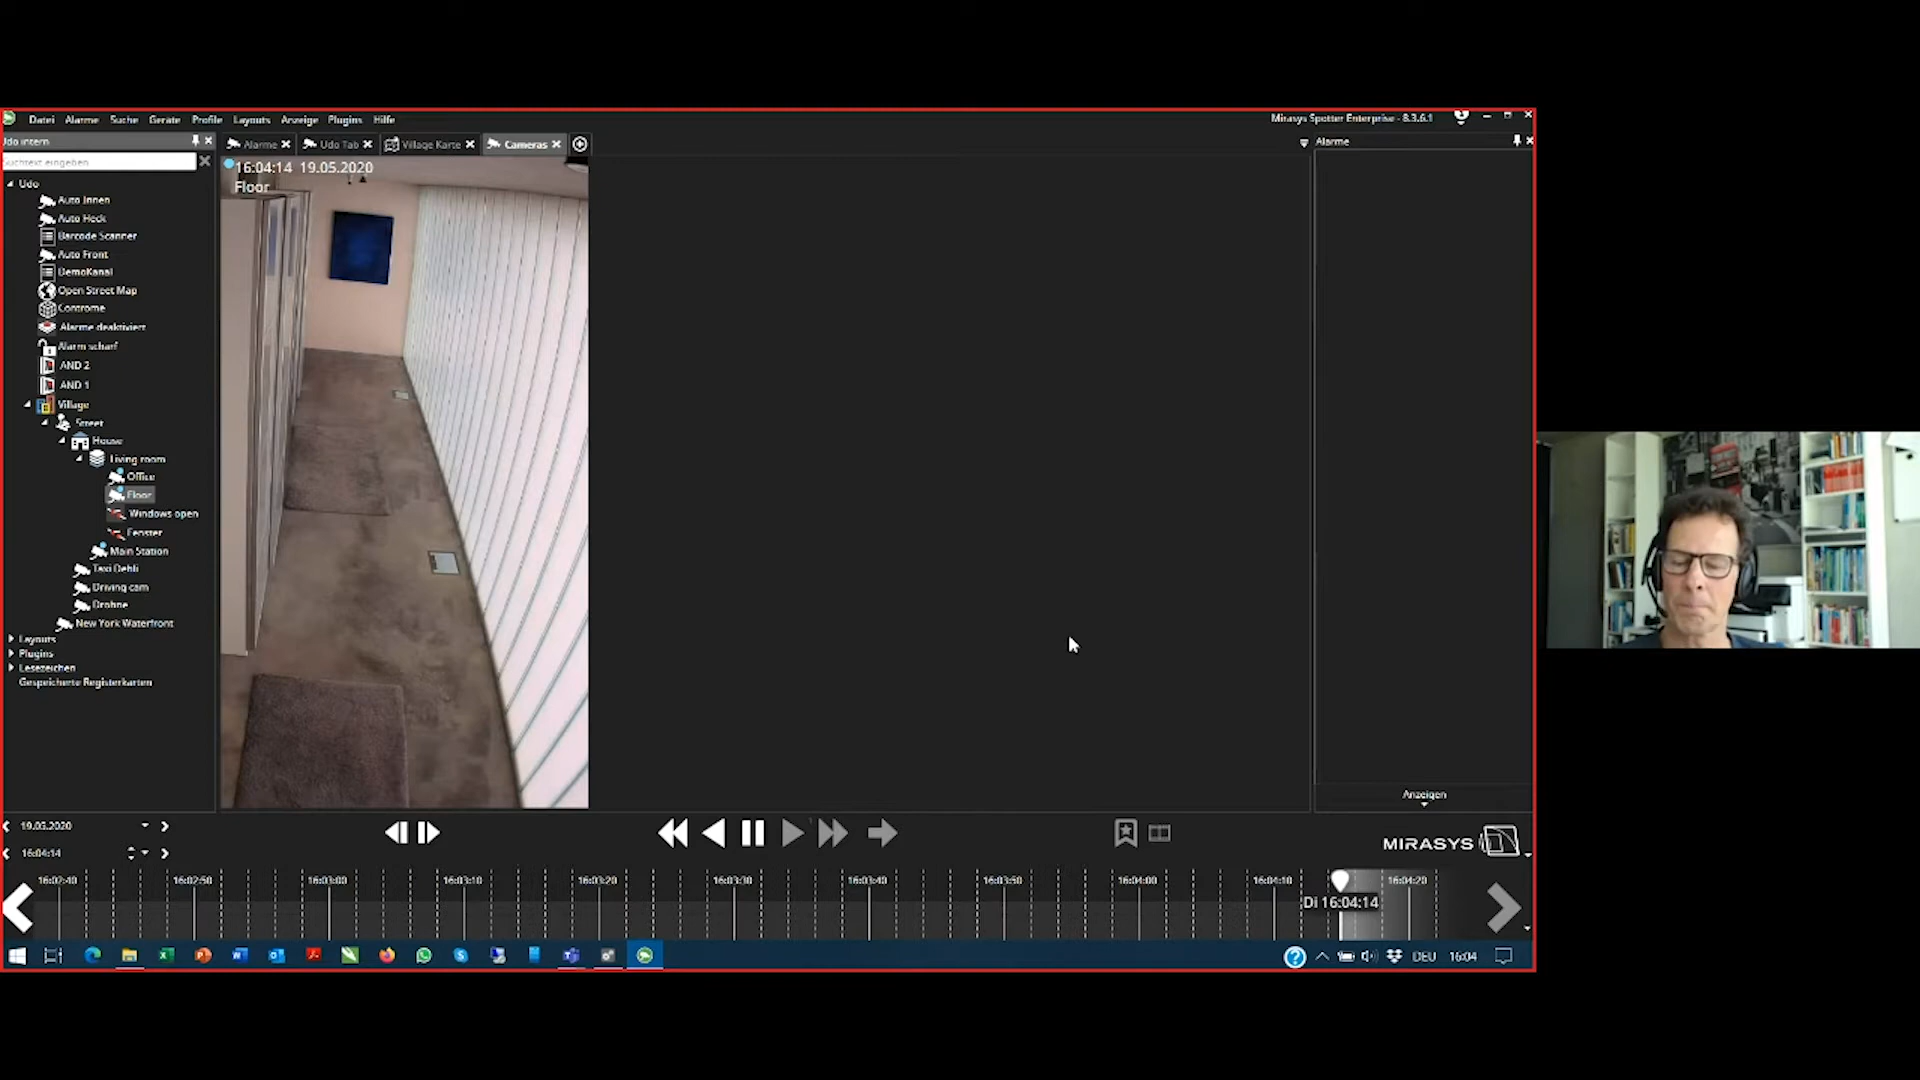 Datei Alarme Suche Geräte Profile Layouts Anzeige Plugins Hilfe
Mirasys Spotter Enterprise - 8.3.6.1
Udo intern
Alarme Udo Tab Village Karte Cameras
Alarme
Suchtext eingeben
16:04:14 19.05.2020
Floor
Udo
Auto Innen
Auto Heck
Barcode Scanner
Auto Front
DemoKanal
Open Street Map
Controme
Alarme deaktiviert
Alarm scharf
AND 2
AND 1
Village
Street
House
Living room
Office
Floor
Windows open
Fenster
Main Station
Taxi Dehli
Driving cam
Drohne
New York Waterfront
Layouts
Plugins
Lesezeichen
Gespeicherte Registerkarten
Anzeigen
19.05.2020
16:04:14
MIRASYS
16:02:40 16:02:50 16:03:00 16:03:10 16:03:20 16:03:30 16:03:40 16:03:50 16:04:00 16:04:10 16:04:20
Di 16:04:14
DEU 16:04